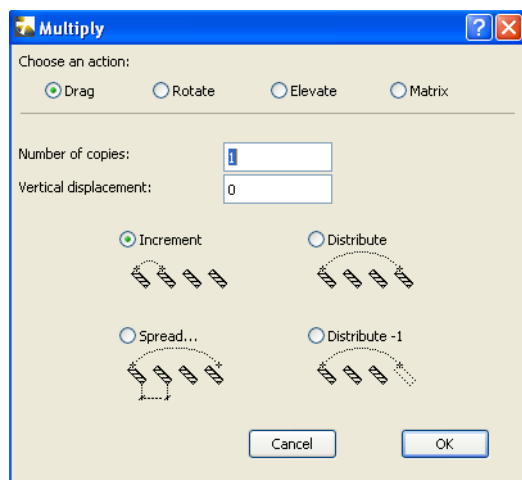 Multiply
Choose an action:
Drag Rotate Elevate Matrix
Number of copies: 1
Vertical displacement: 0
Increment Distribute
Spread... Distribute -1
Cancel OK